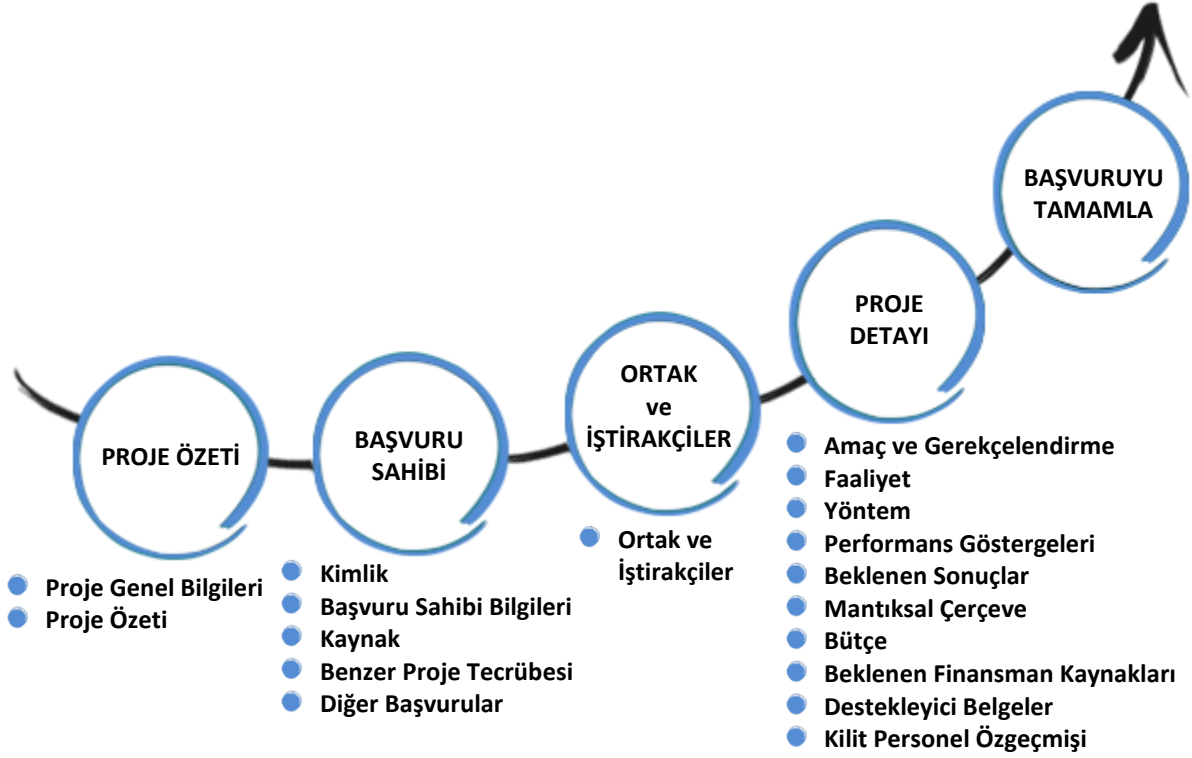 PROJE ÖZETİ
Proje Genel Bilgileri
Proje Özeti
BAŞVURU
SAHİBİ
Kimlik
Başvuru Sahibi Bilgileri
Kaynak
Benzer Proje Tecrübesi
Diğer Başvurular
ORTAK
ve
İŞTİRAKÇİLER
Ortak ve
İştirakçiler
PROJE
DETAYI
Amaç ve Gerekçelendirme
Faaliyet
Yöntem
Performans Göstergeleri
Beklenen Sonuçlar
Mantıksal Çerçeve
Bütçe
Beklenen Finansman Kaynakları
Destekleyici Belgeler
Kilit Personel Özgeçmişi
BAŞVURUYU
TAMAMLA